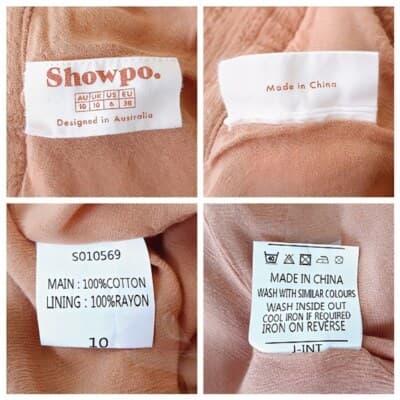 Showpo.
AU UK US EU
10 10 6 38
Designed in Australia
Made in China
S010569
MAIN : 100%COTTON
LINING : 100%RAYON
10
40
MADE IN CHINA
WASH WITH SIMILAR COLOURS
WASH INSIDE OUT
COOL IRON IF REQUIRED
IRON ON REVERSE
J-INT